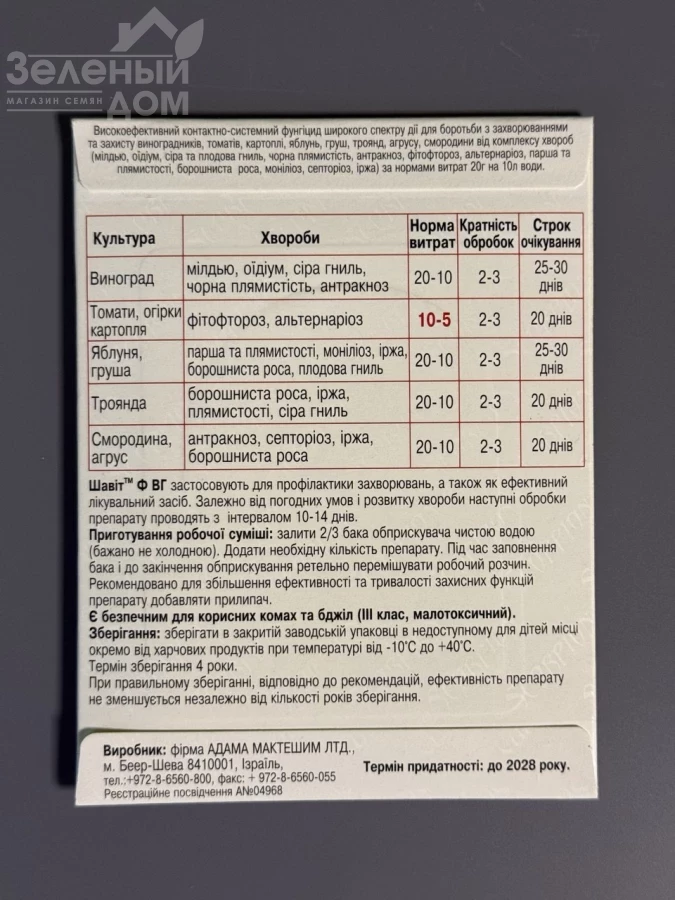 Зеленый
МАГАЗИН СЕМЯН ДОМ
Високоефективний контактно-системний фунгіцид широкого спектру дії для боротьби з захворюваннями
та захисту виноградників, томатів, картоплі, яблунь, груш, троянд, агрусу, смородини від комплексу хвороб
(мілдью, оїдіум, сіра та плодова гниль, чорна плямистість, антракноз, фітофтороз, альтернаріоз, парша та
плямистості, борошниста роса, моніліоз, септоріоз, іржа) за нормами витрат 20г на 10л води.
Культура Хвороби Норма витрат Кратність обробок Строк очікування
Виноград мілдью, оїдіум, сіра гниль, чорна плямистість, антракноз 20-10 2-3 25-30 днів
Томати, огірки картопля фітофтороз, альтернаріоз 10-5 2-3 20 днів
Яблуня, груша парша та плямистості, моніліоз, іржа, борошниста роса, плодова гниль 20-10 2-3 25-30 днів
Троянда борошниста роса, іржа, плямистості, сіра гниль 20-10 2-3 20 днів
Смородина, агрус антракноз, септоріоз, іржа, борошниста роса 20-10 2-3 20 днів
Шавіт™ Ф ВГ застосовують для профілактики захворювань, а також як ефективний
лікувальний засіб. Залежно від погодних умов і розвитку хвороби наступні обробки
препарату проводять з інтервалом 10-14 днів.
Приготування робочої суміші: залити 2/3 бака обприскувача чистою водою
(бажано не холодною). Додати необхідну кількість препарату. Під час заповнення
бака і до закінчення обприскування ретельно перемішувати робочий розчин.
Рекомендовано для збільшення ефективності та тривалості захисних функцій
препарату добавляти прилипач.
Є безпечним для корисних комах та бджіл (III клас, малотоксичний).
Зберігання: зберігати в закритій заводській упаковці в недоступному для дітей місці
окремо від харчових продуктів при температурі від -10°С до +40°С.
Термін зберігання 4 роки.
При правильному зберіганні, відповідно до рекомендацій, ефективність препарату
не зменшується незалежно від кількості років зберігання.
Виробник: фірма АДАМА МАКТЕШИМ ЛТД.,
м. Беер-Шева 8410001, Ізраїль,
тел.:+972-8-6560-800, факс: + 972-8-6560-055
Реєстраційне посвідчення А№04968
Термін придатності: до 2028 року.